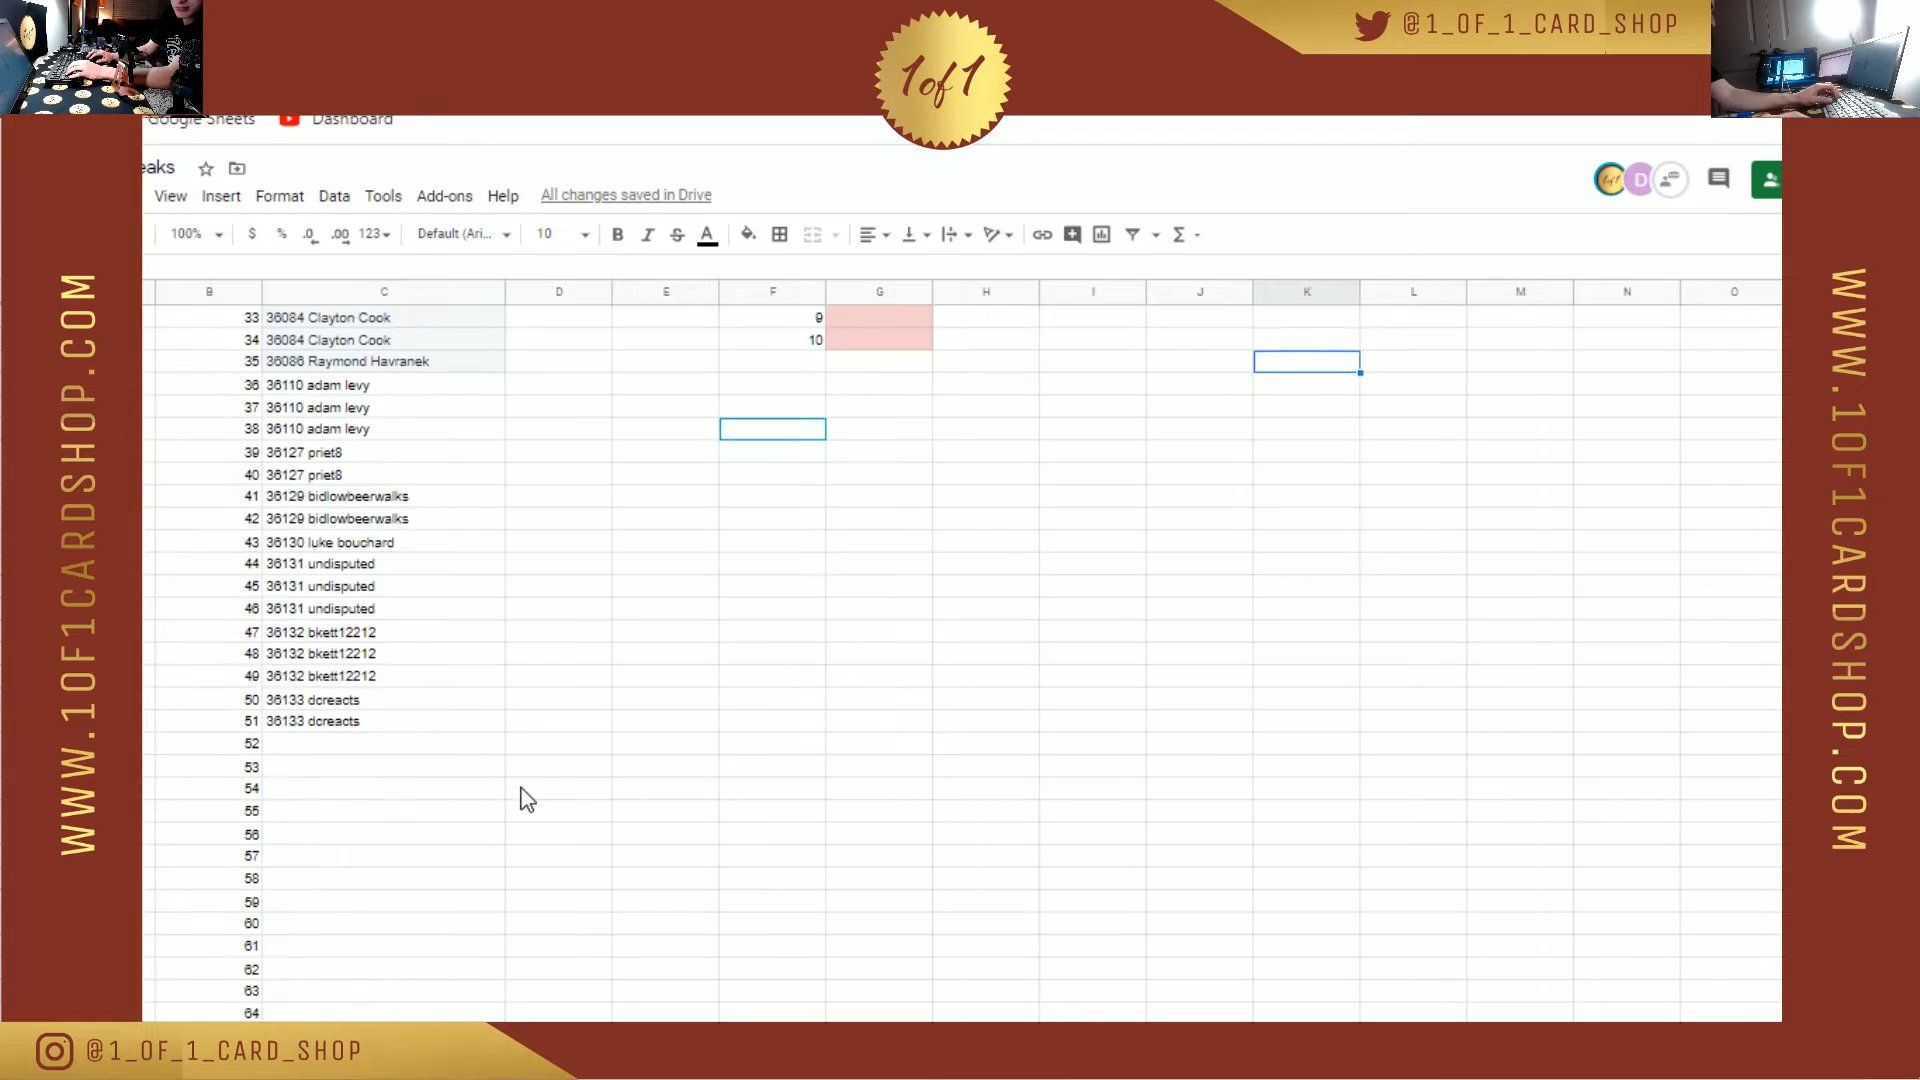 @1_OF_1_CARD_SHOP
1of1
Google Sheets Dashboard
eaks
D
View Insert Format Data Tools Add-ons Help All changes saved in Drive
100% $ % .0 .00 123 Default (Ari... 10 B I S A
B C D E F G H I J K L M N O
33 36084 Clayton Cook 9
34 36084 Clayton Cook 10
35 36086 Raymond Havranek
36 36110 adam levy
37 36110 adam levy
38 36110 adam levy
39 36127 priet8
40 36127 priet8
41 36129 bidlowbeerwalks
42 36129 bidlowbeerwalks
43 36130 luke bouchard
44 36131 undisputed
45 36131 undisputed
46 36131 undisputed
47 36132 bkett12212
48 36132 bkett12212
49 36132 bkett12212
50 36133 dcreacts
51 36133 dcreacts
52
53
54
55
56
57
58
59
60
61
62
63
64
WWW.1OF1CARDSHOP.COM
WWW.1OF1CARDSHOP.COM
@1_OF_1_CARD_SHOP